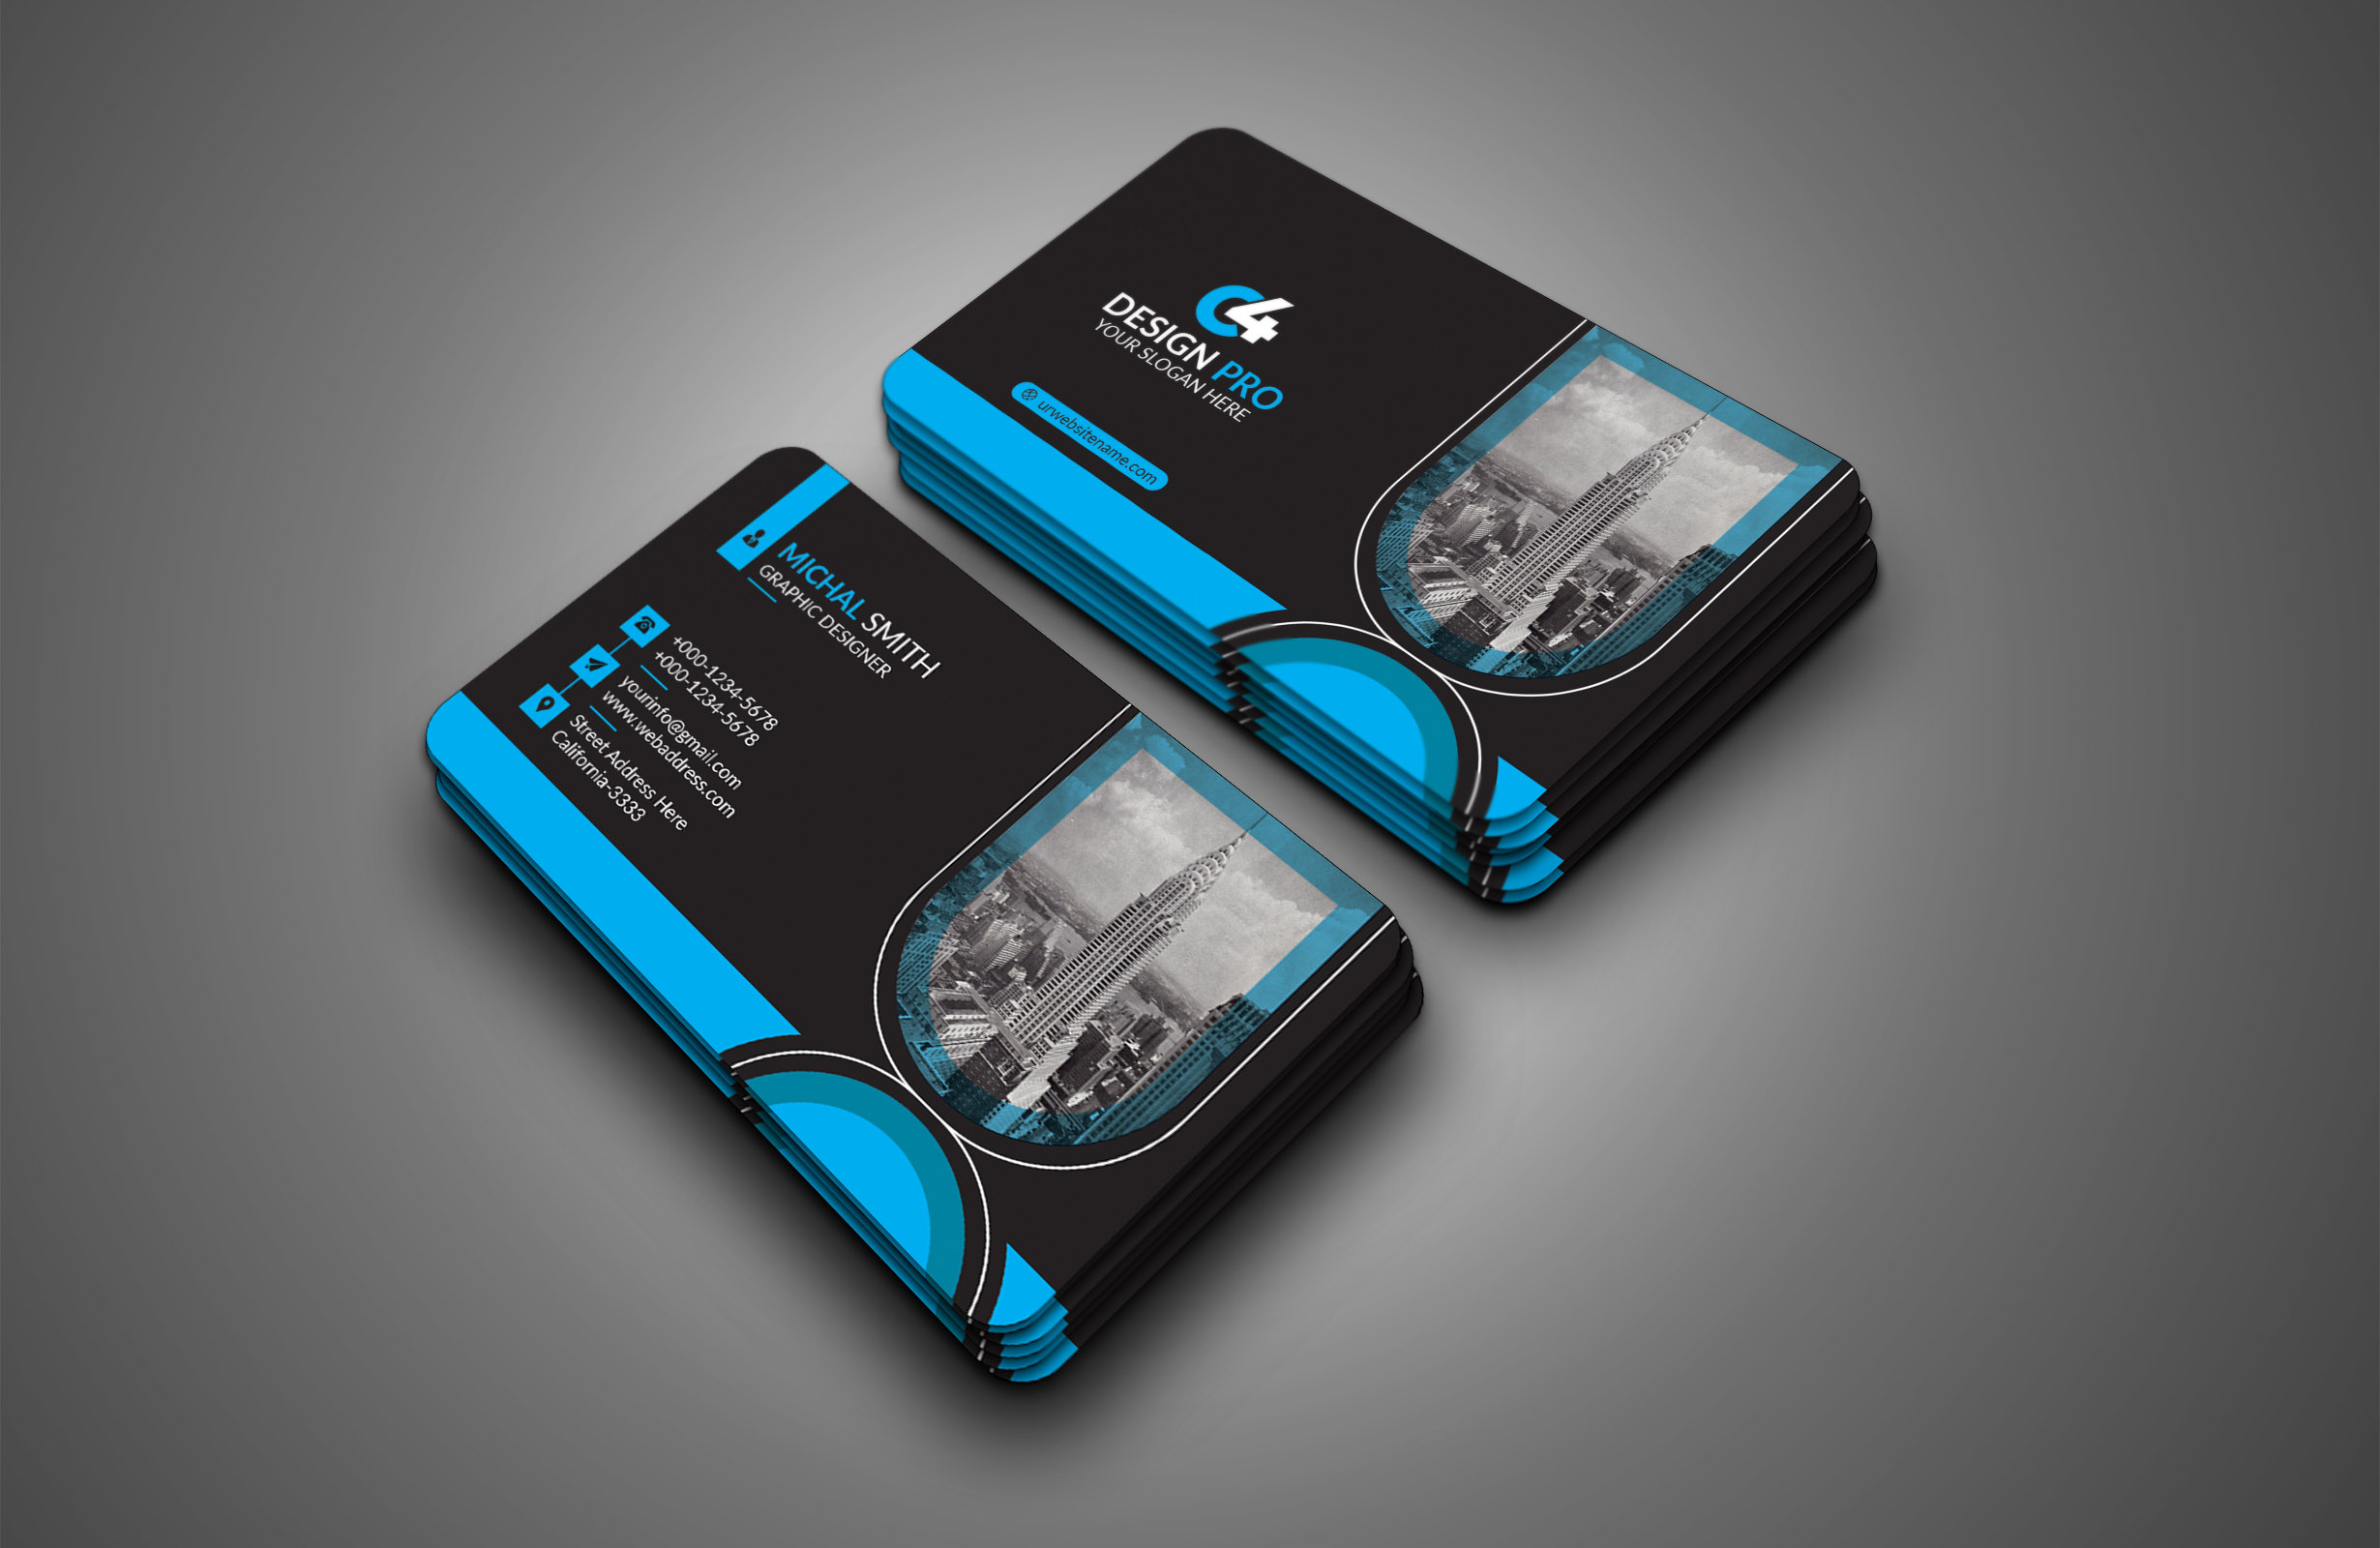 C4
DESIGN PRO
YOUR SLOGAN HERE
urwebsitename.com
MICHAL SMITH
GRAPHIC DESIGNER
+000-1234-5678
+000-1234-5678
yourinfo@gmail.com
www.webaddress.com
Street Address Here
California-3333